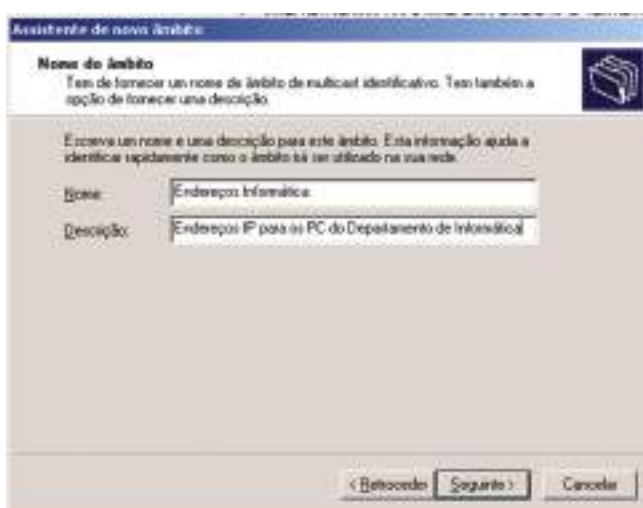 Assistente de novo âmbito
Nome do âmbito
Tem de fornecer um nome de âmbito de multicast identificativo. Tem também a
opção de fornecer uma descrição.
Escreva um nome e uma descrição para este âmbito. Esta informação ajuda a
identificar rapidamente como o âmbito irá ser utilizado na sua rede.
Nome: Endereços Informática
Descrição: Endereços IP para os PC do Departamento de Informática
< Retroceder Seguinte > Cancelar